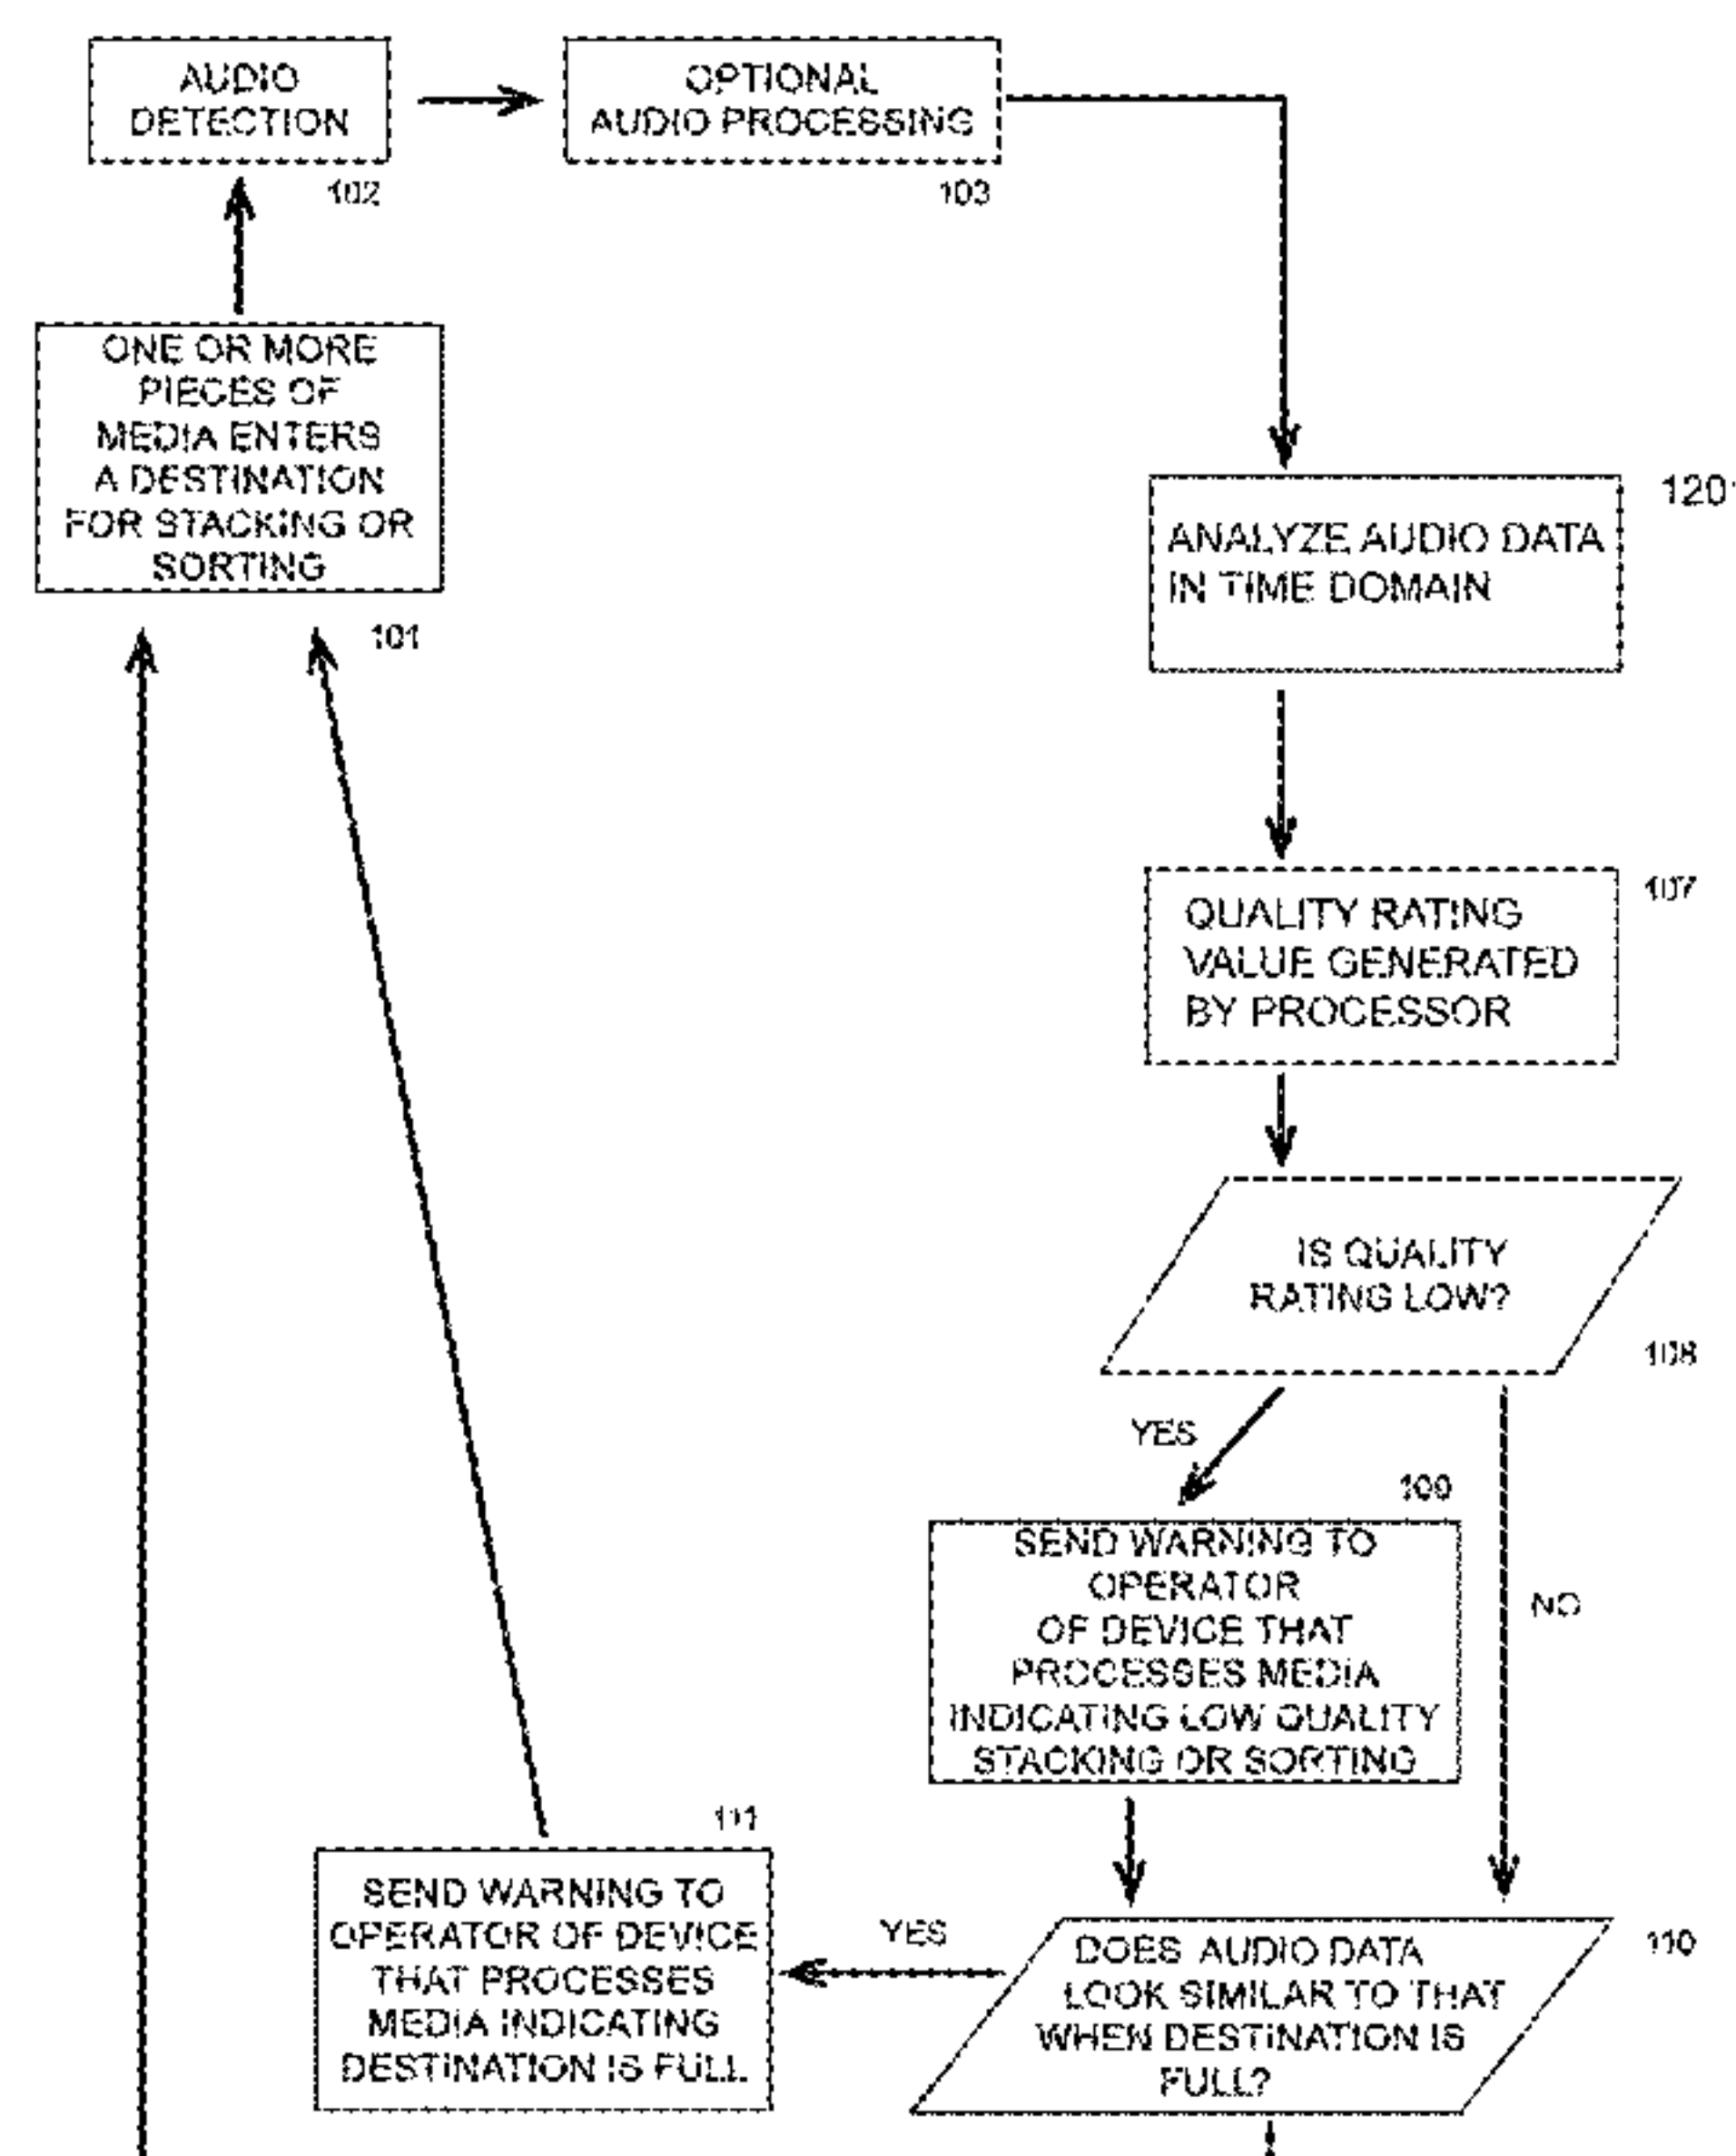 AUDIO
DETECTION
102
OPTIONAL
AUDIO PROCESSING
103
ONE OR MORE
PIECES OF
MEDIA ENTERS
A DESTINATION
FOR STACKING OR
SORTING
101
120'
ANALYZE AUDIO DATA
IN TIME DOMAIN
107
QUALITY RATING
VALUE GENERATED
BY PROCESSOR
IS QUALITY
RATING LOW?
108
YES
NO
109
SEND WARNING TO
OPERATOR
OF DEVICE THAT
PROCESSES MEDIA
INDICATING LOW QUALITY
STACKING OR SORTING
111
SEND WARNING TO
OPERATOR OF DEVICE
THAT PROCESSES
MEDIA INDICATING
DESTINATION IS FULL
YES
110
DOES AUDIO DATA
LOOK SIMILAR TO THAT
WHEN DESTINATION IS
FULL?